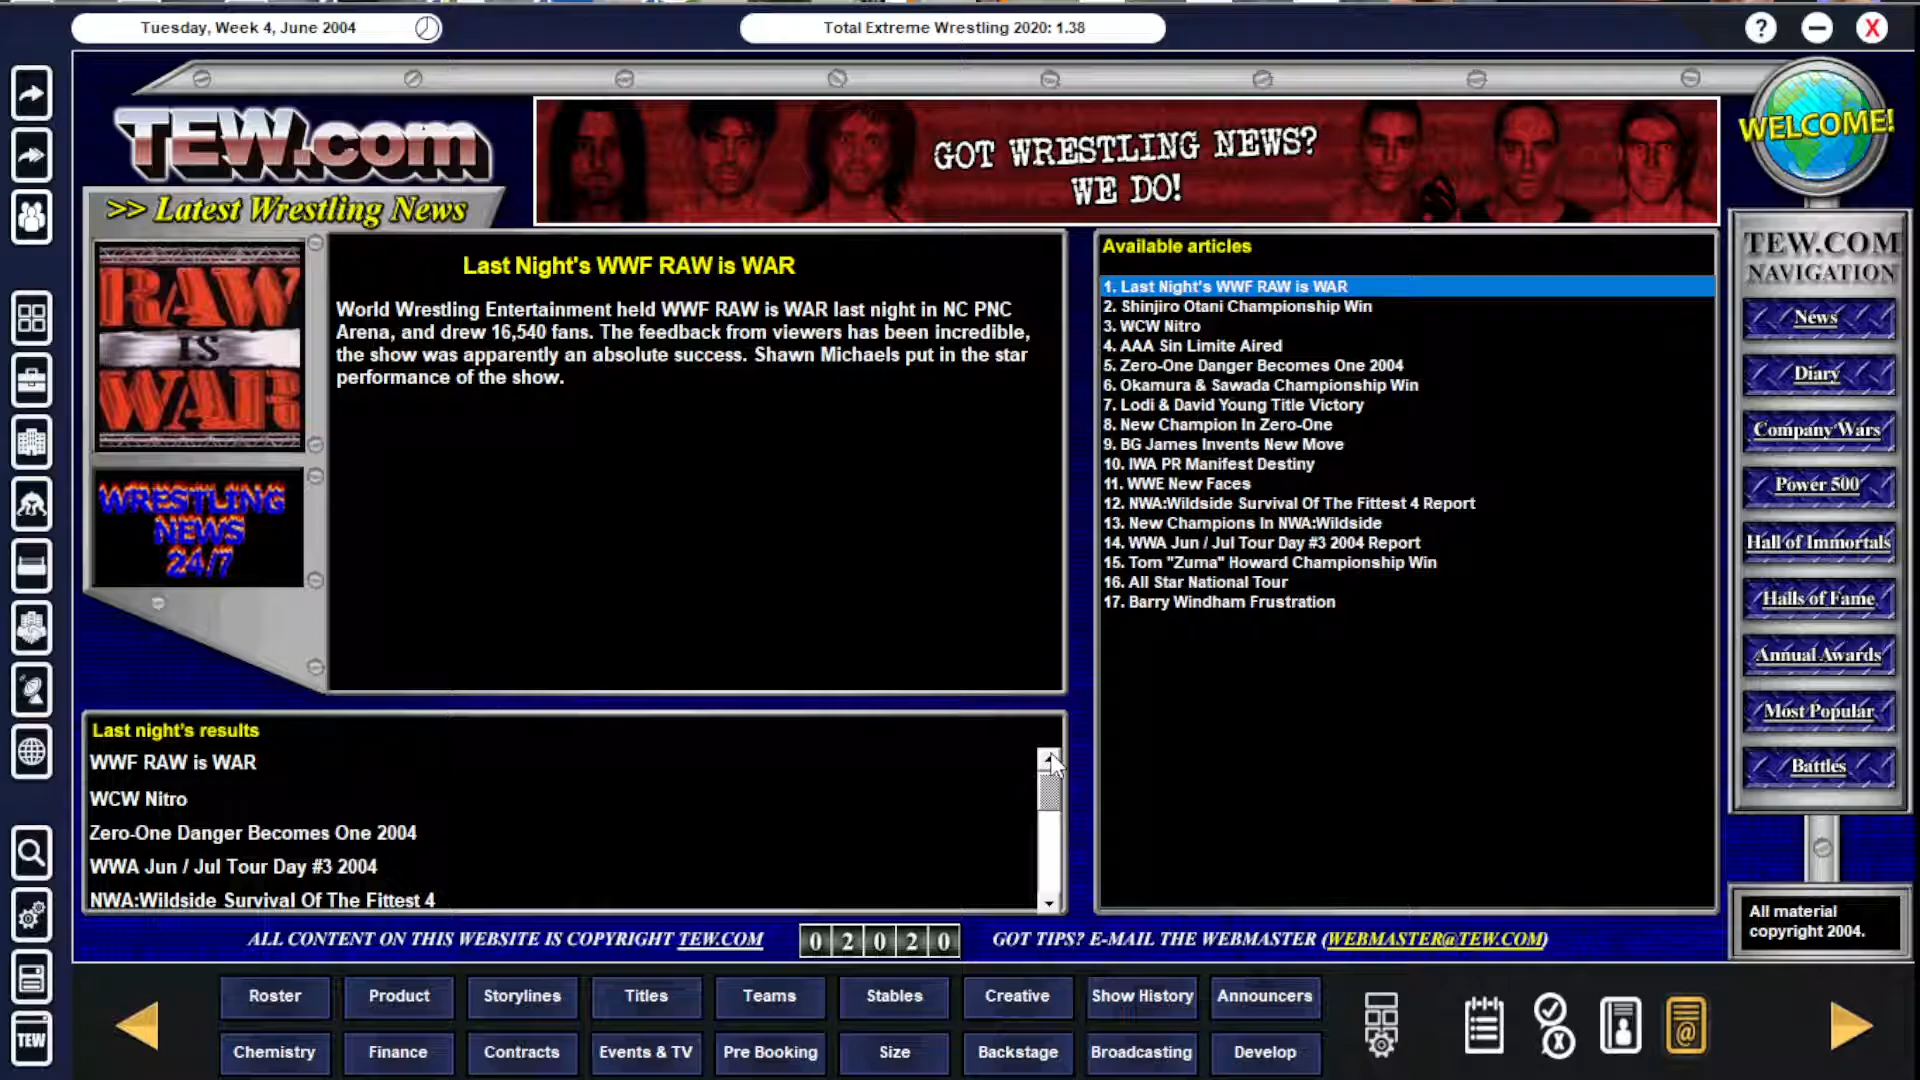 Tuesday, Week 4, June 2004
Total Extreme Wrestling 2020: 1.38
?
X
TEW.com
>> Latest Wrestling News
GOT WRESTLING NEWS?
WE DO!
WELCOME!
RAW
IS
WAR
WRESTLING
NEWS
24/7
Last Night's WWF RAW is WAR
World Wrestling Entertainment held WWF RAW is WAR last night in NC PNC
Arena, and drew 16,540 fans. The feedback from viewers has been incredible,
the show was apparently an absolute success. Shawn Michaels put in the star
performance of the show.
Available articles
1. Last Night's WWF RAW is WAR
2. Shinjiro Otani Championship Win
3. WCW Nitro
4. AAA Sin Limite Aired
5. Zero-One Danger Becomes One 2004
6. Okamura & Sawada Championship Win
7. Lodi & David Young Title Victory
8. New Champion In Zero-One
9. BG James Invents New Move
10. IWA PR Manifest Destiny
11. WWE New Faces
12. NWA:Wildside Survival Of The Fittest 4 Report
13. New Champions In NWA:Wildside
14. WWA Jun / Jul Tour Day #3 2004 Report
15. Tom "Zuma" Howard Championship Win
16. All Star National Tour
17. Barry Windham Frustration
TEW.COM
NAVIGATION
News
Diary
Company Wars
Power 500
Hall of Immortals
Halls of Fame
Annual Awards
Most Popular
Battles
Last night's results
WWF RAW is WAR
WCW Nitro
Zero-One Danger Becomes One 2004
WWA Jun / Jul Tour Day #3 2004
NWA:Wildside Survival Of The Fittest 4
All material
copyright 2004.
ALL CONTENT ON THIS WEBSITE IS COPYRIGHT TEW.COM
02020
GOT TIPS? E-MAIL THE WEBMASTER (WEBMASTER@TEW.COM)
Roster
Product
Storylines
Titles
Teams
Stables
Creative
Show History
Announcers
Chemistry
Finance
Contracts
Events & TV
Pre Booking
Size
Backstage
Broadcasting
Develop
TEW
@